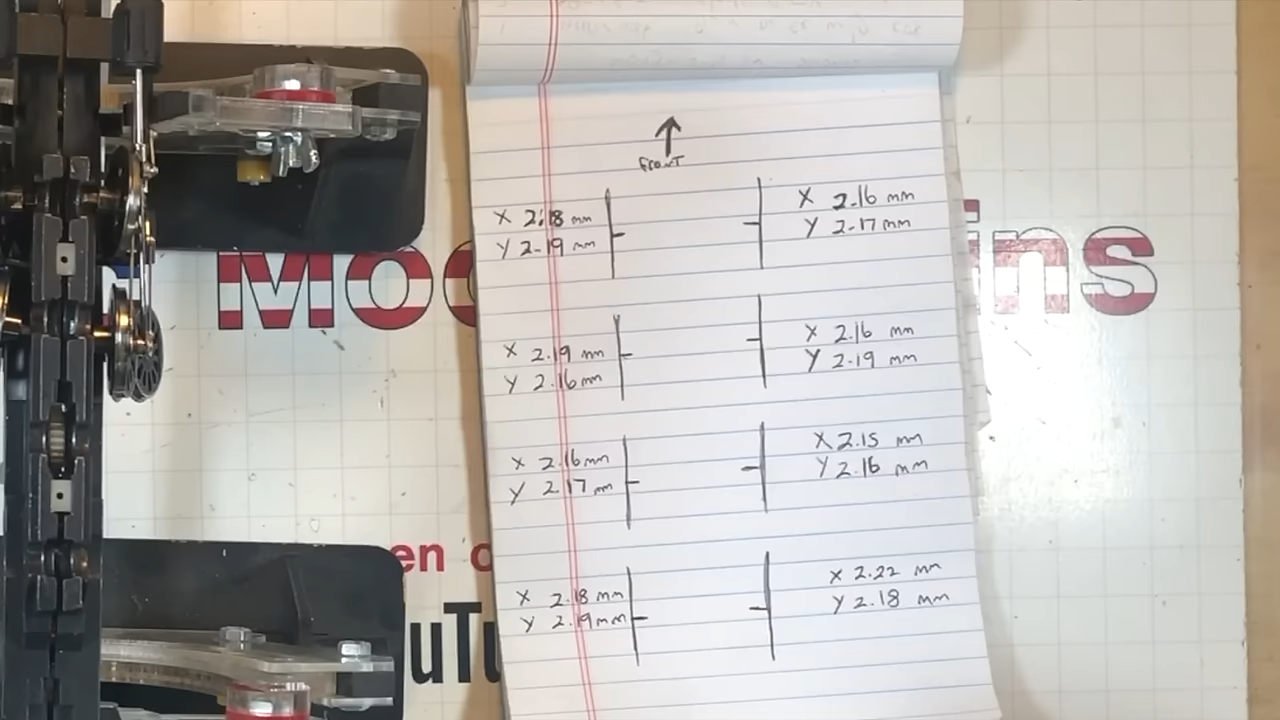 FRONT
X 2.18 mm
Y 2.19 mm
X 2.16 mm
Y 2.17 mm
X 2.19 mm
Y 2.16 mm
X 2.16 mm
Y 2.19 mm
X 2.16 mm
Y 2.17 mm
X 2.15 mm
Y 2.16 mm
X 2.18 mm
Y 2.19 mm
X 2.22 mm
Y 2.18 mm